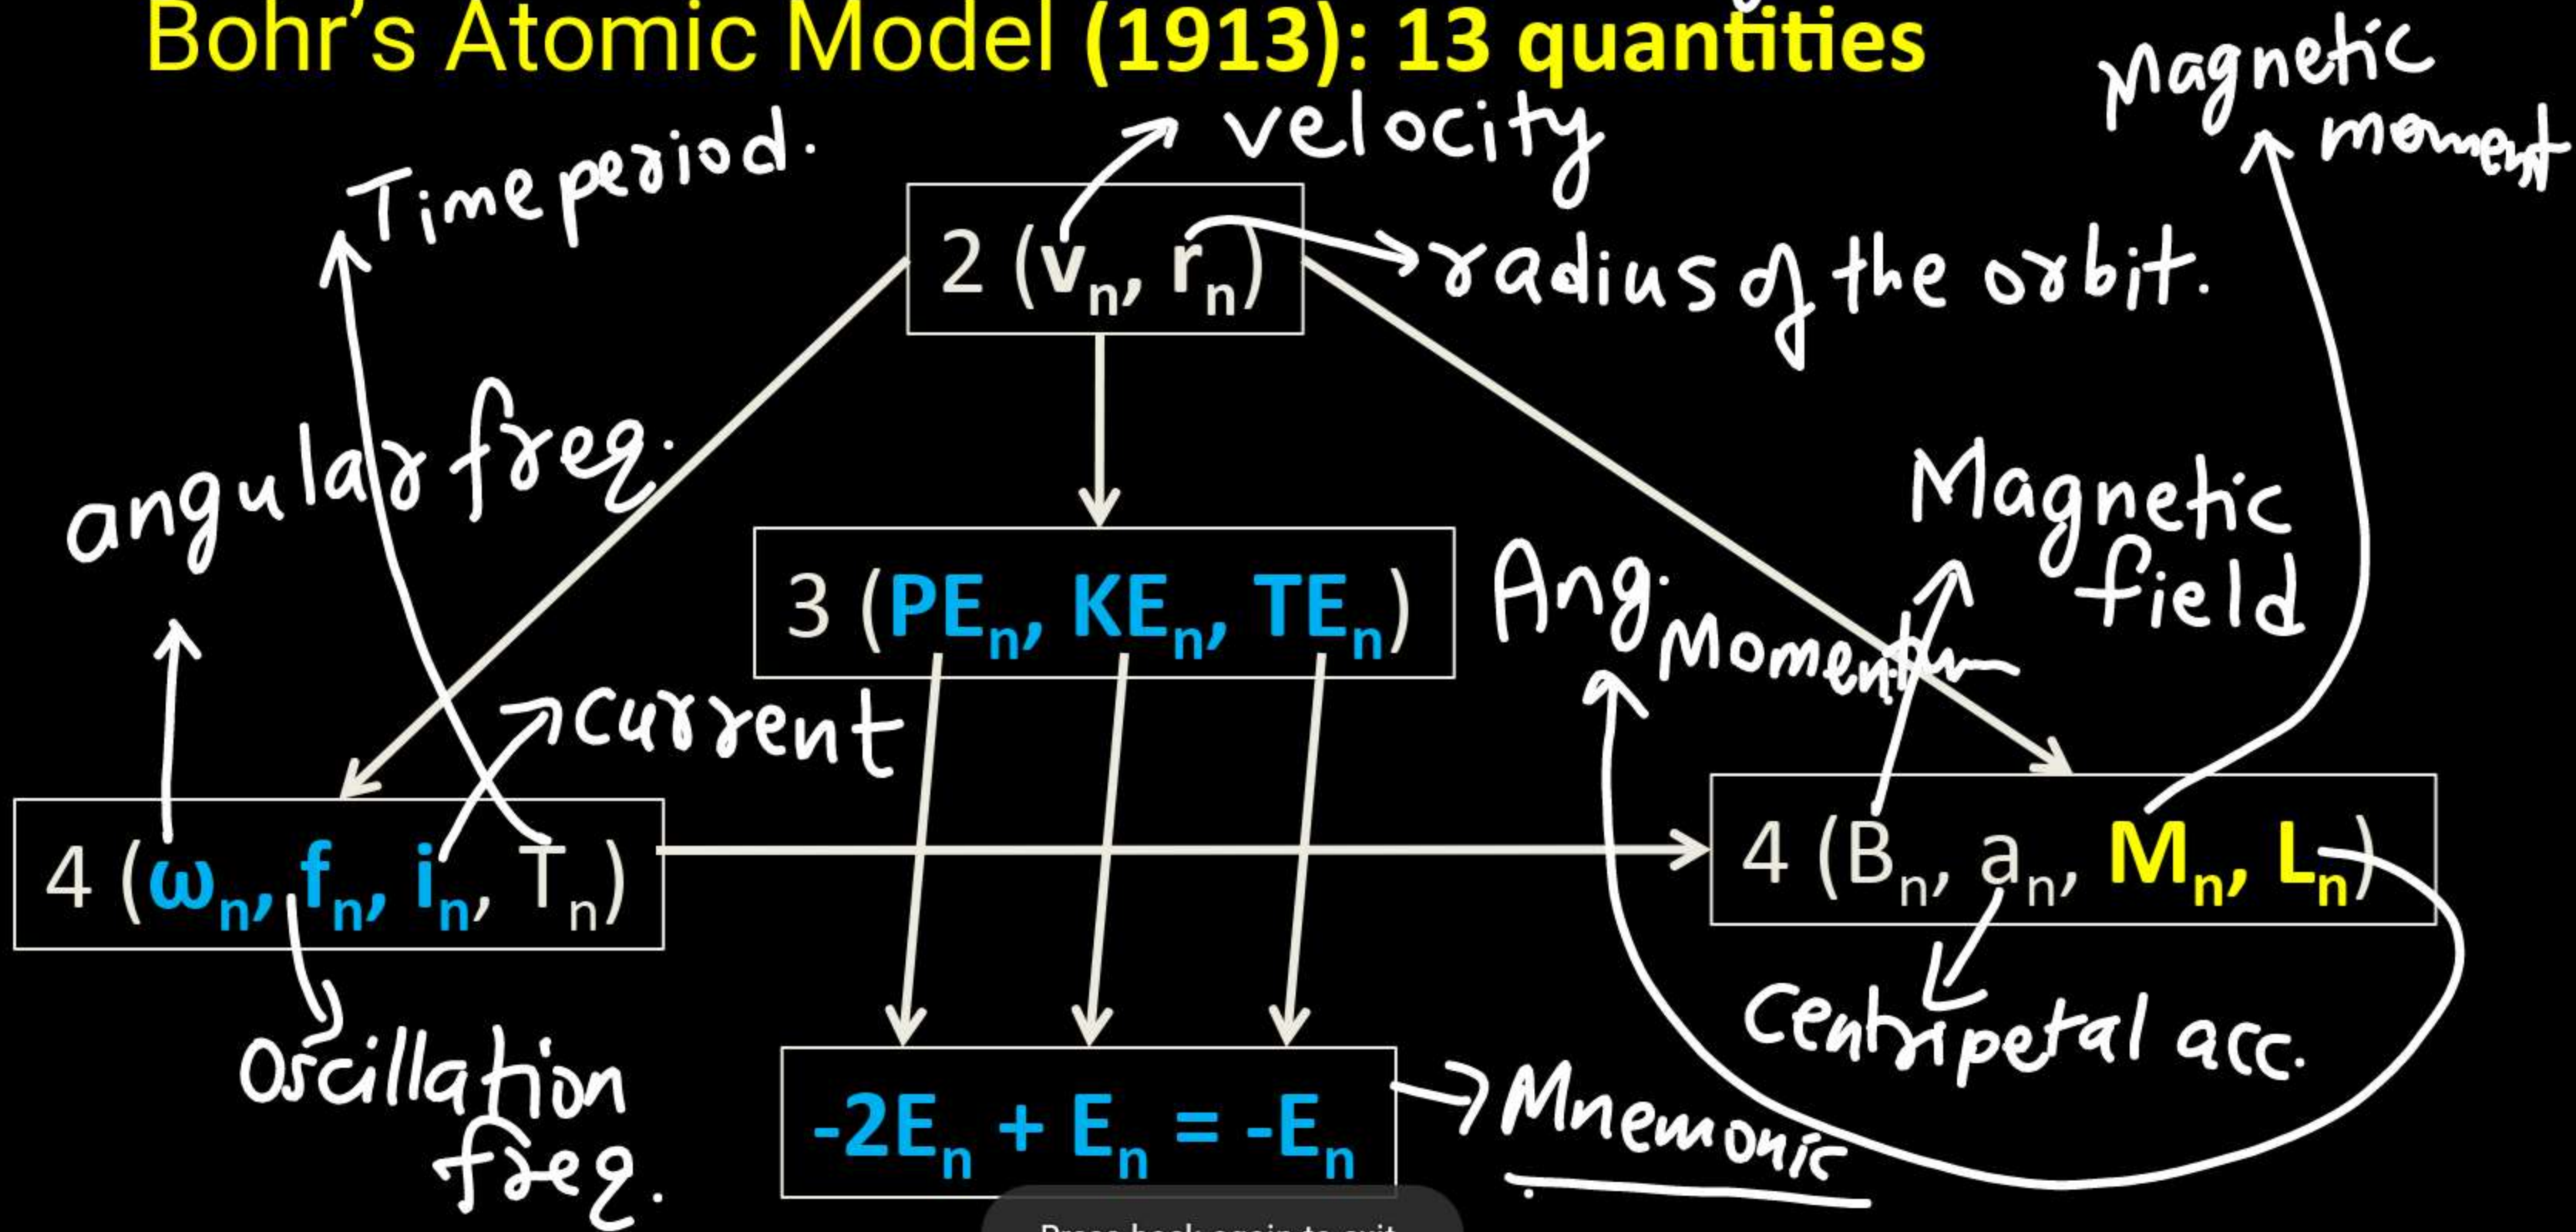 Bohr's Atomic Model (1913): 13 quantities
Magnetic
moment
Time period.
velocity
2 (vₙ, rₙ)
radius of the orbit.
angular freq.
Magnetic
field
3 (PEₙ, KEₙ, TEₙ)
Ang. Momentum
current
4 (ωₙ, fₙ, iₙ, Tₙ)
4 (Bₙ, aₙ, Mₙ, Lₙ)
Centripetal acc.
Oscillation
freq.
-2Eₙ + Eₙ = -Eₙ
Mnemonic